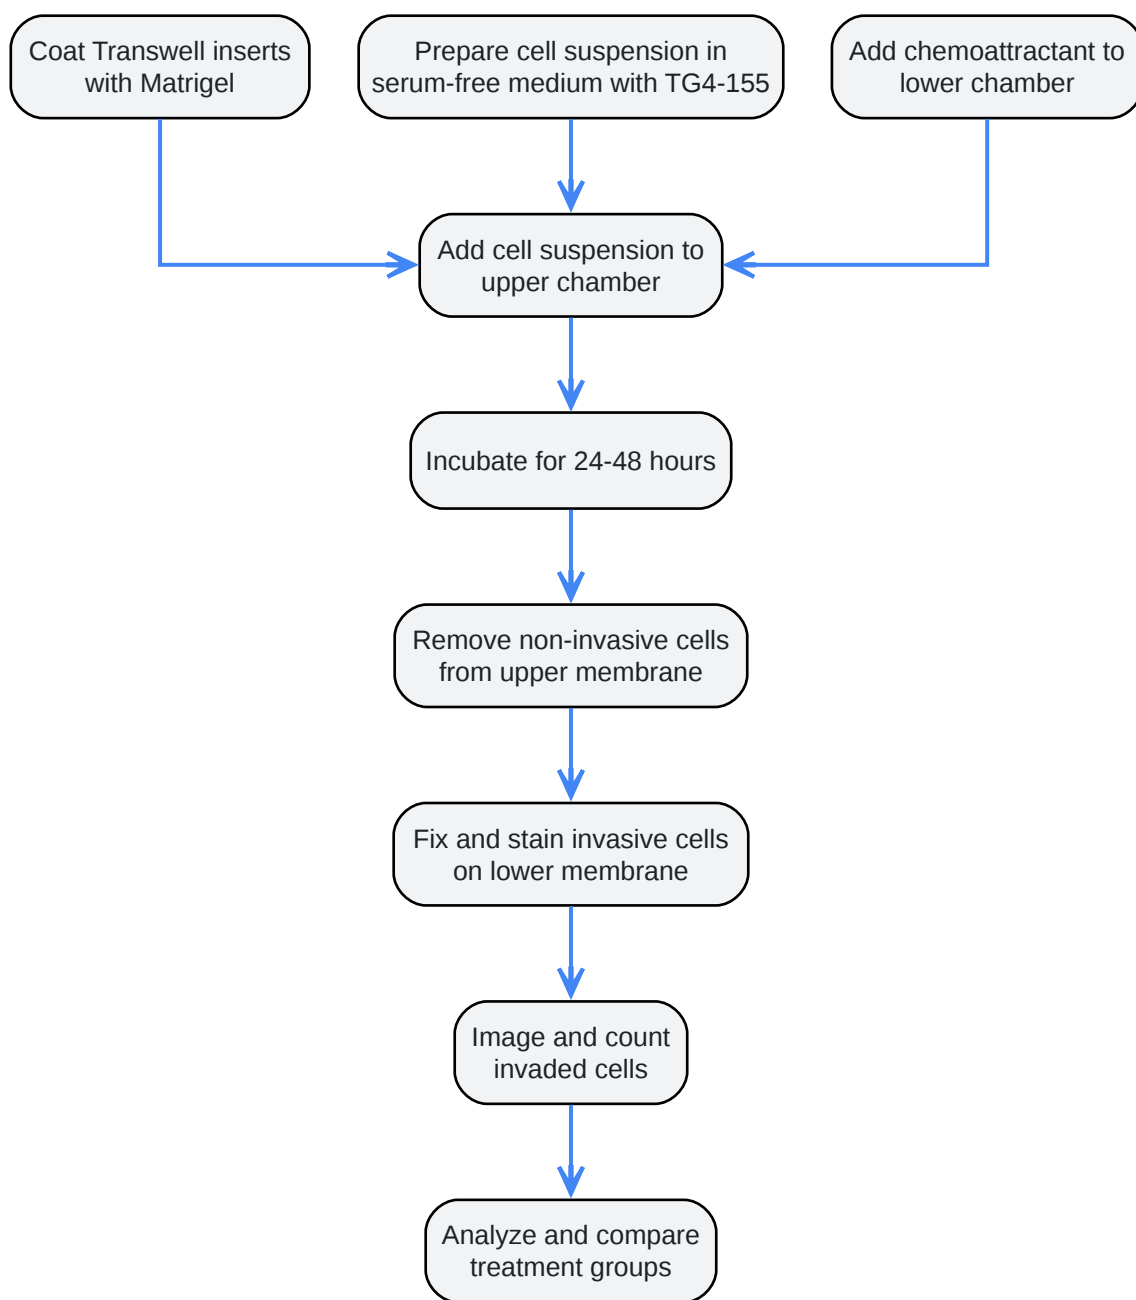 Coat Transwell inserts
with Matrigel
Prepare cell suspension in
serum-free medium with TG4-155
Add chemoattractant to
lower chamber
Add cell suspension to
upper chamber
Incubate for 24-48 hours
Remove non-invasive cells
from upper membrane
Fix and stain invasive cells
on lower membrane
Image and count
invaded cells
Analyze and compare
treatment groups